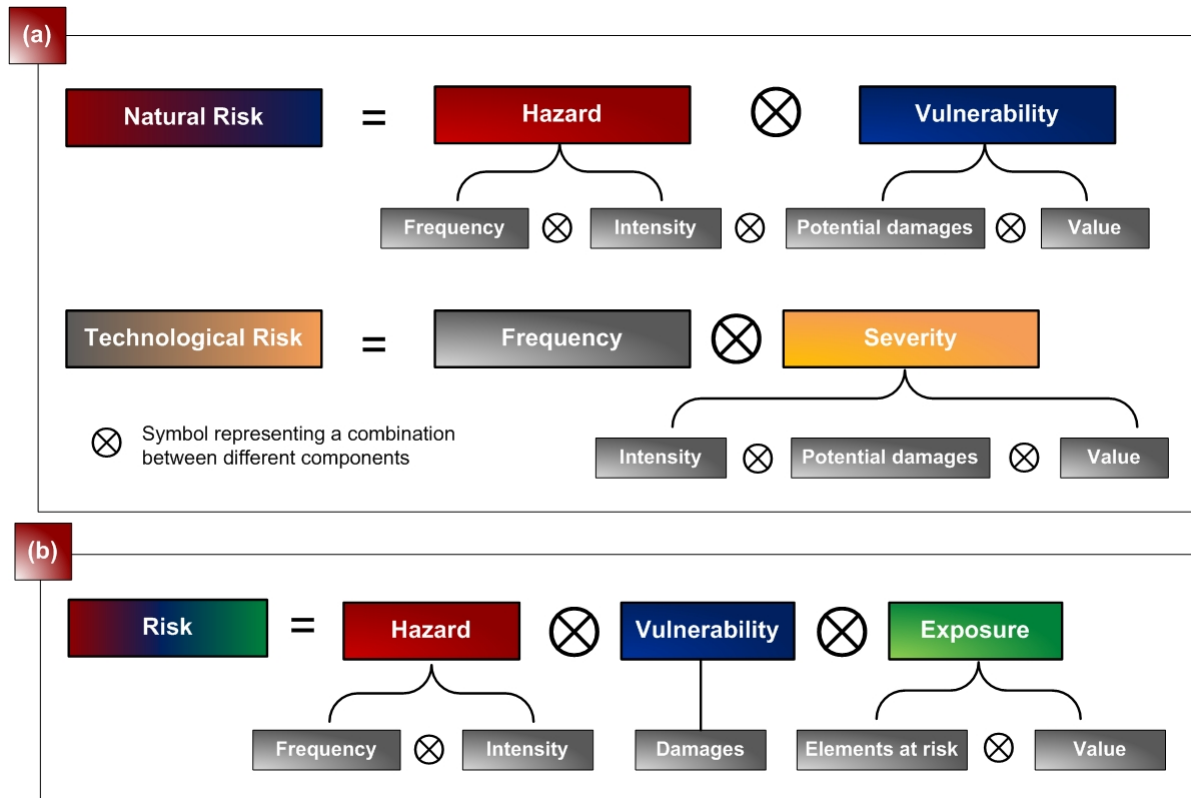 (a)
Natural Risk = Hazard ⊗ Vulnerability
Frequency ⊗ Intensity ⊗ Potential damages ⊗ Value
Technological Risk = Frequency ⊗ Severity
⊗ Symbol representing a combination
between different components
Intensity ⊗ Potential damages ⊗ Value
(b)
Risk = Hazard ⊗ Vulnerability ⊗ Exposure
Frequency ⊗ Intensity Damages Elements at risk ⊗ Value